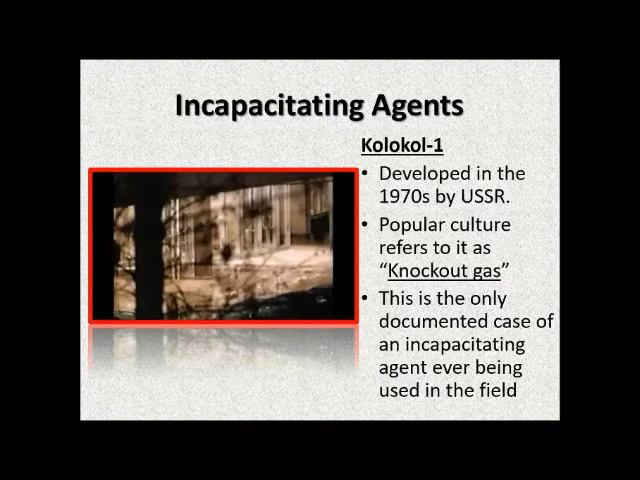 Incapacitating Agents
Kolokol-1
• Developed in the
1970s by USSR.
• Popular culture
refers to it as
“Knockout gas”
• This is the only
documented case of
an incapacitating
agent ever being
used in the field